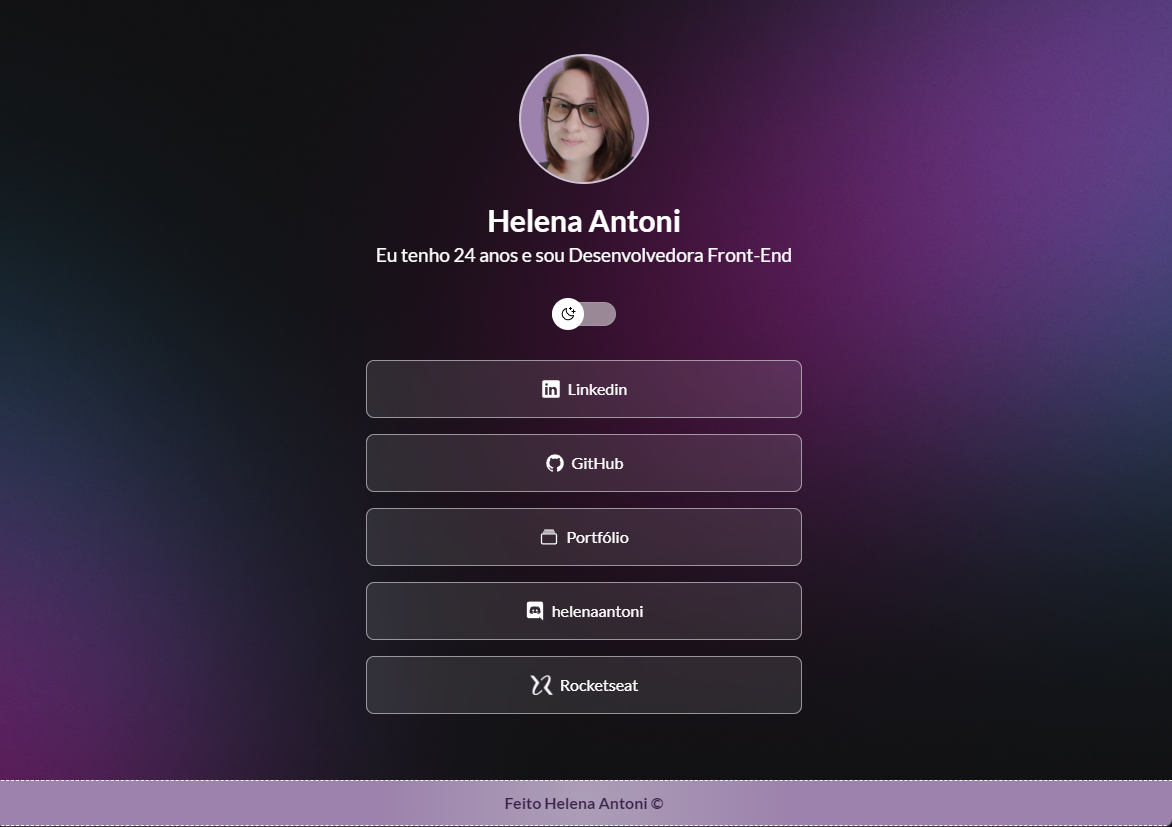 Helena Antoni
Eu tenho 24 anos e sou Desenvolvedora Front-End
Linkedin
GitHub
Portfólio
helenaantoni
Rocketseat
Feito Helena Antoni ©